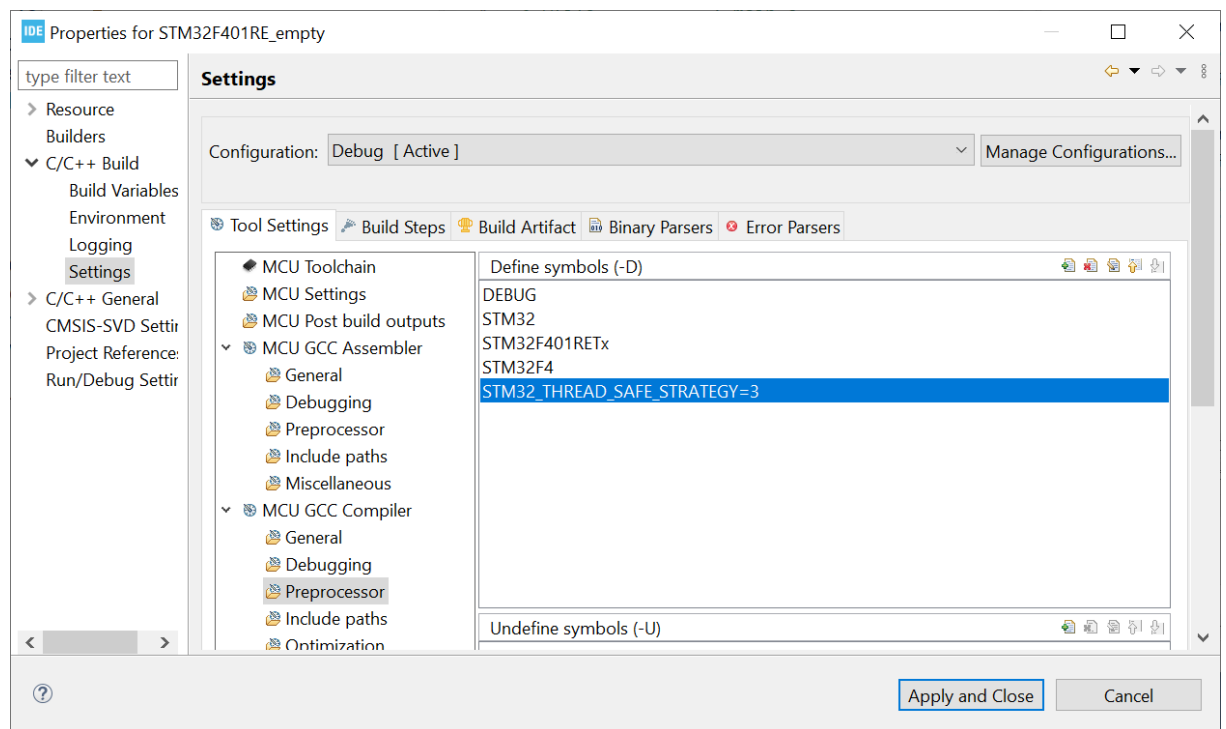 IDE Properties for STM32F401RE_empty
type filter text
Resource
Builders
C/C++ Build
Build Variables
Environment
Logging
Settings
C/C++ General
CMSIS-SVD Settin
Project References
Run/Debug Settin
Settings
Configuration: Debug [ Active ] Manage Configurations...
Tool Settings Build Steps Build Artifact Binary Parsers Error Parsers
MCU Toolchain
MCU Settings
MCU Post build outputs
MCU GCC Assembler
General
Debugging
Preprocessor
Include paths
Miscellaneous
MCU GCC Compiler
General
Debugging
Preprocessor
Include paths
Optimization
Define symbols (-D)
DEBUG
STM32
STM32F401RETx
STM32F4
STM32_THREAD_SAFE_STRATEGY=3
Undefine symbols (-U)
Apply and Close Cancel